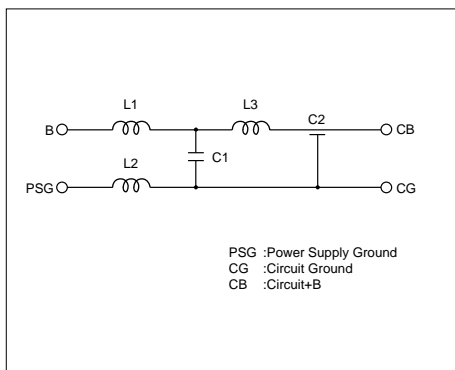 L1
L3
C2
B
CB
C1
L2
PSG
CG
PSG :Power Supply Ground
CG :Circuit Ground
CB :Circuit+B